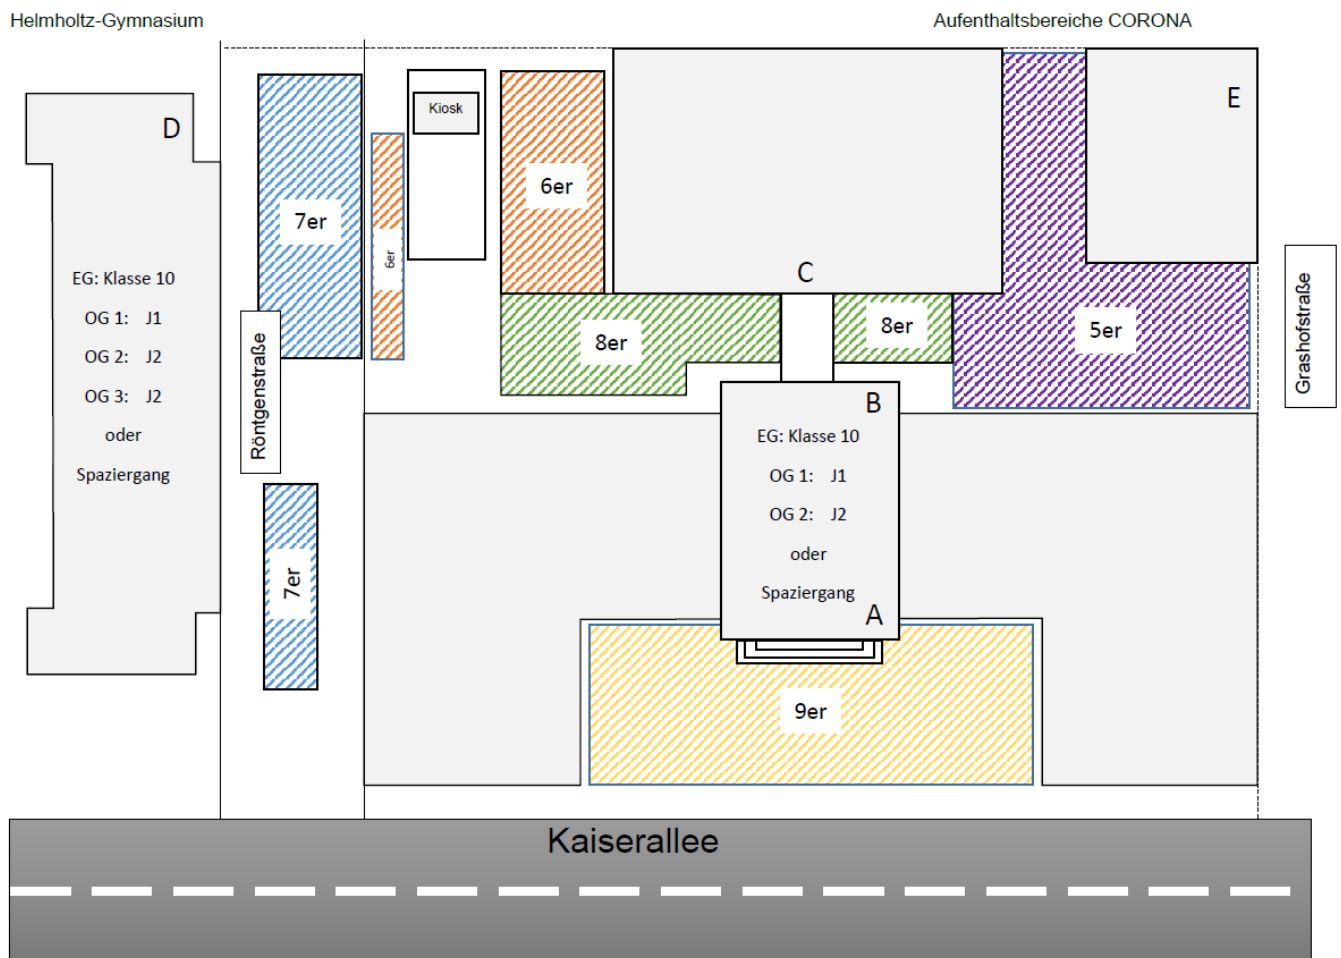 Helmholtz-Gymnasium
Aufenthaltsbereiche CORONA
D
Kiosk
E
6er
7er
6er
EG: Klasse 10
OG 1: J1
OG 2: J2
OG 3: J2
oder
Spaziergang
C
8er
8er
5er
Röntgenstraße
Grashofstraße
B
EG: Klasse 10
OG 1: J1
OG 2: J2
oder
Spaziergang
A
7er
9er
Kaiserallee